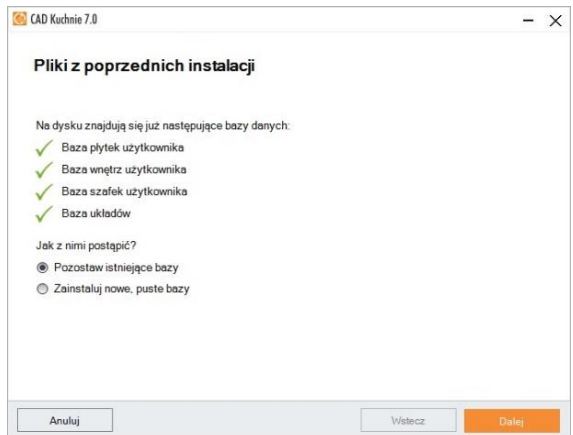 CAD Kuchnie 7.0
Pliki z poprzednich instalacji
Na dysku znajdują się już następujące bazy danych:
Baza płytek użytkownika
Baza wnętrz użytkownika
Baza szafek użytkownika
Baza układów
Jak z nimi postąpić?
Pozostaw istniejące bazy
Zainstaluj nowe, puste bazy
Anuluj
Wstecz
Dalej